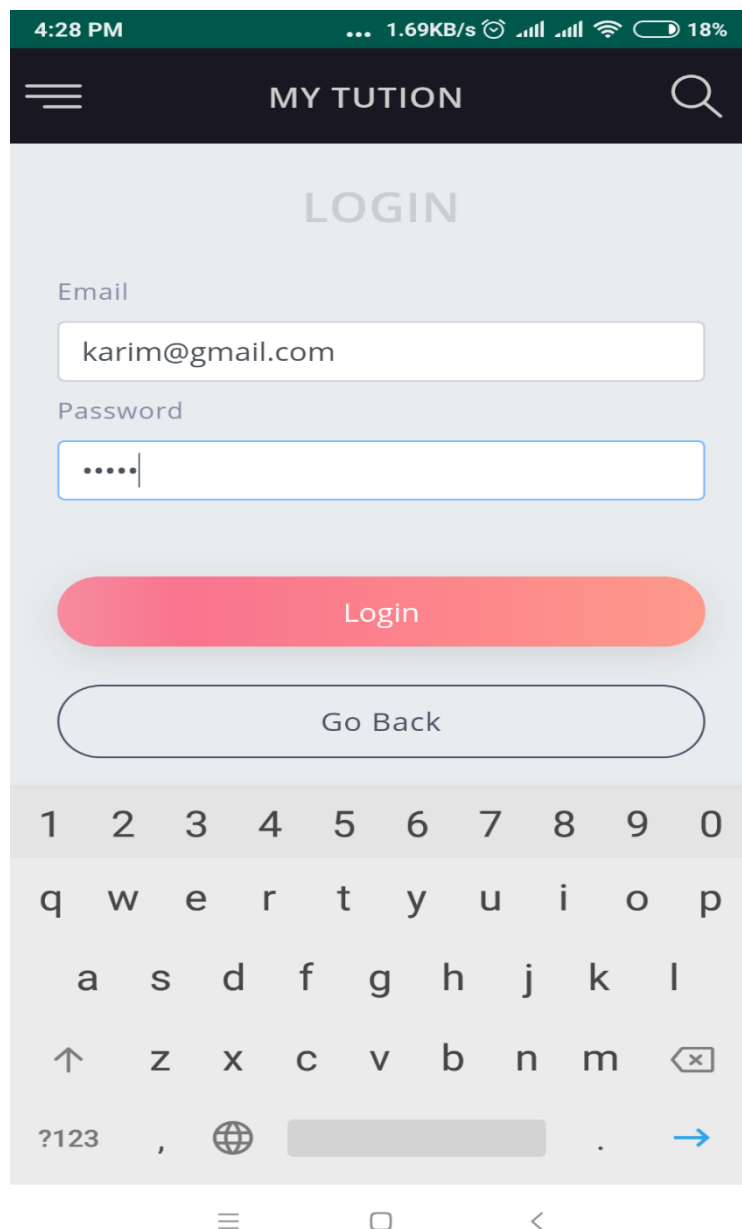 4:28 PM ... 1.69KB/s 18%
MY TUTION
LOGIN
Email
karim@gmail.com
Password
•••••
Login
Go Back
1 2 3 4 5 6 7 8 9 0
q w e r t y u i o p
a s d f g h j k l
z x c v b n m
?123 , .